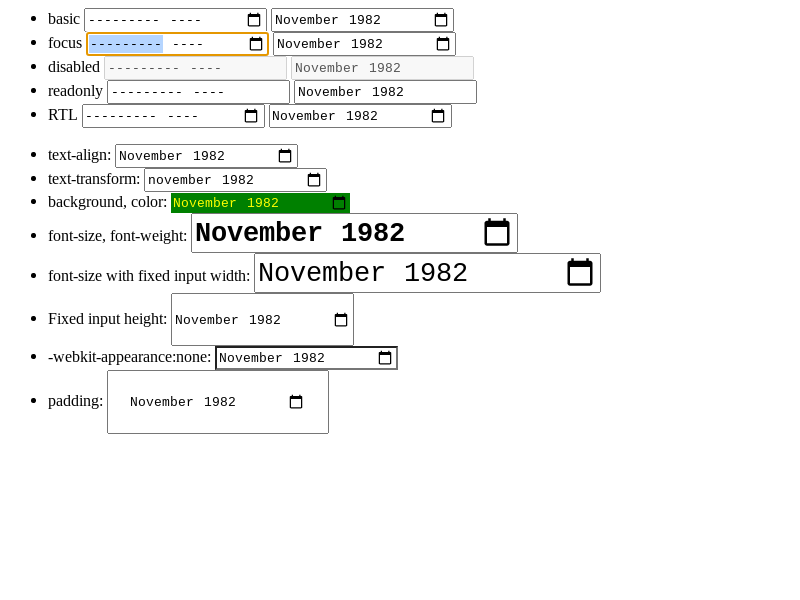 basic --------- ---- November 1982
focus --------- ---- November 1982
disabled --------- ---- November 1982
readonly --------- ---- November 1982
RTL --------- ---- November 1982
text-align: November 1982
text-transform: november 1982
background, color: November 1982
font-size, font-weight: November 1982
font-size with fixed input width: November 1982
Fixed input height: November 1982
-webkit-appearance:none: November 1982
padding: November 1982